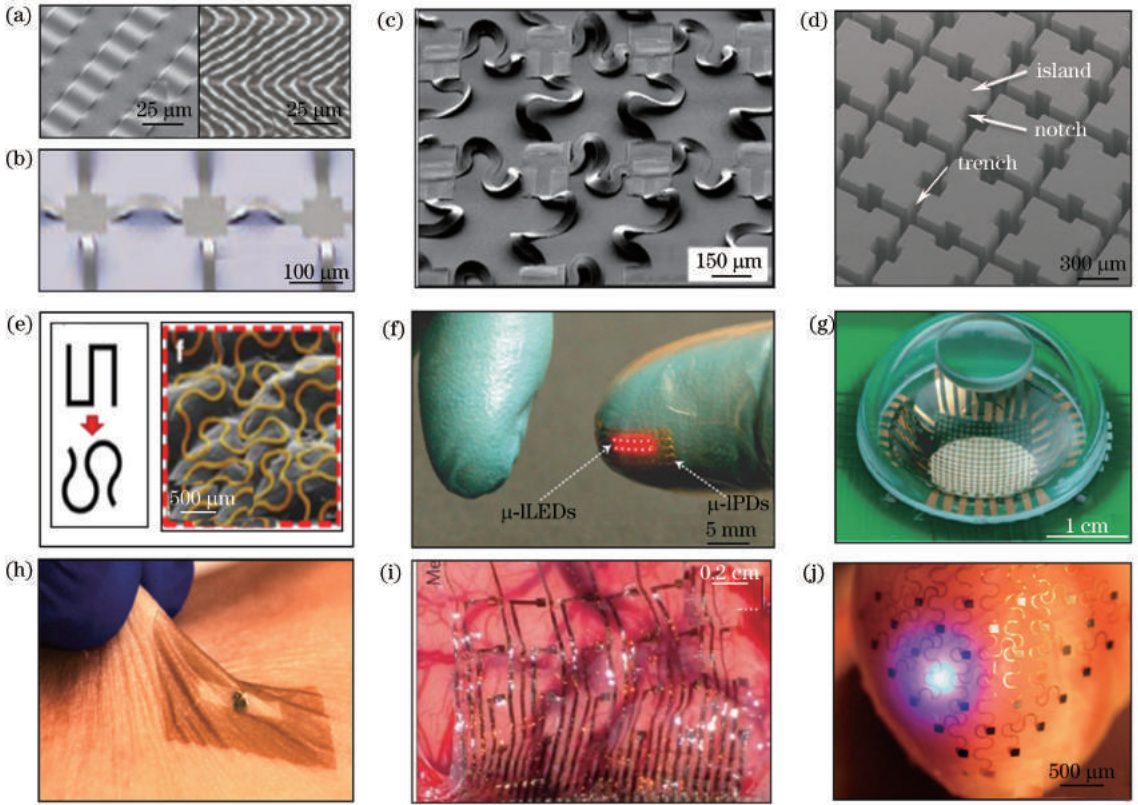 (a)
25 μm
25 μm
(b)
100 μm
(c)
150 μm
(d)
island
notch
trench
300 μm
(e)
f
500 μm
(f)
μ-ILEDs
μ-IPDs
5 mm
(g)
1 cm
(h)
(i)
Me
0.2 cm
(j)
500 μm